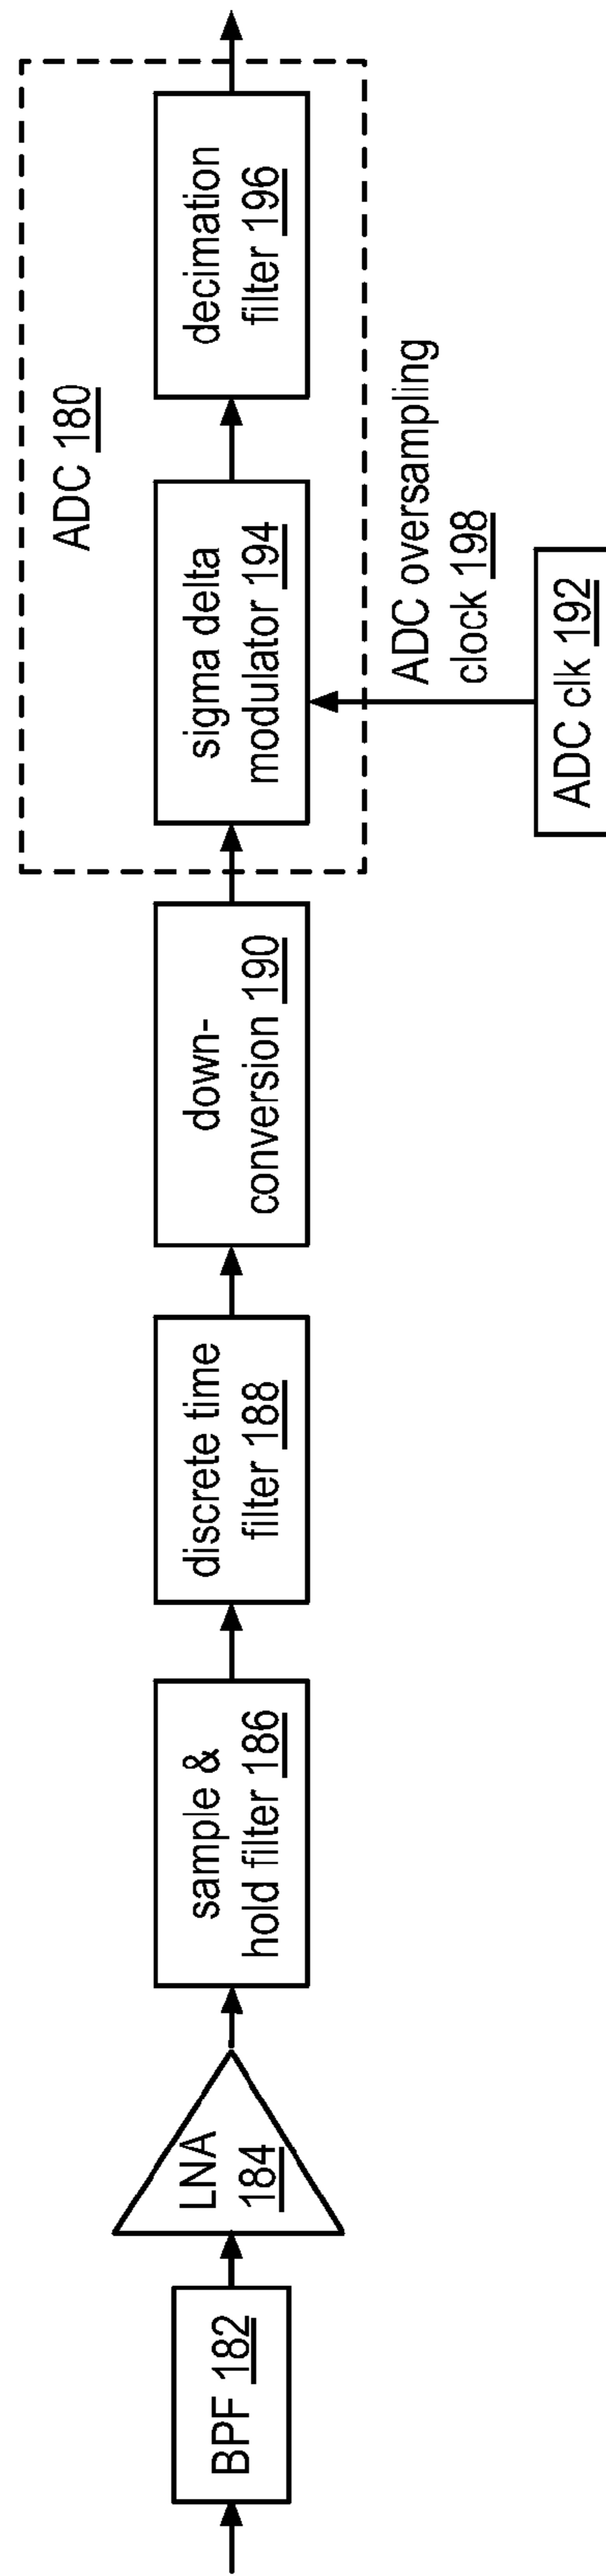 BPF 182
LNA
184
sample &
hold filter 186
discrete time
filter 188
down-
conversion 190
ADC 180
sigma delta
modulator 194
decimation
filter 196
ADC oversampling
clock 198
ADC clk 192